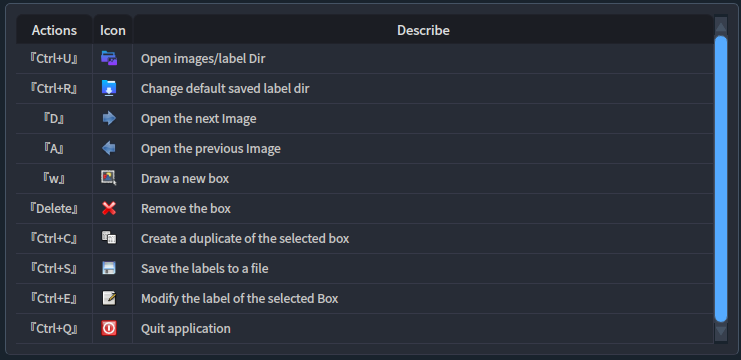 Actions Icon Describe
『Ctrl+U』 Open images/label Dir
『Ctrl+R』 Change default saved label dir
『D』 Open the next Image
『A』 Open the previous Image
『w』 Draw a new box
『Delete』 Remove the box
『Ctrl+C』 Create a duplicate of the selected box
『Ctrl+S』 Save the labels to a file
『Ctrl+E』 Modify the label of the selected Box
『Ctrl+Q』 Quit application